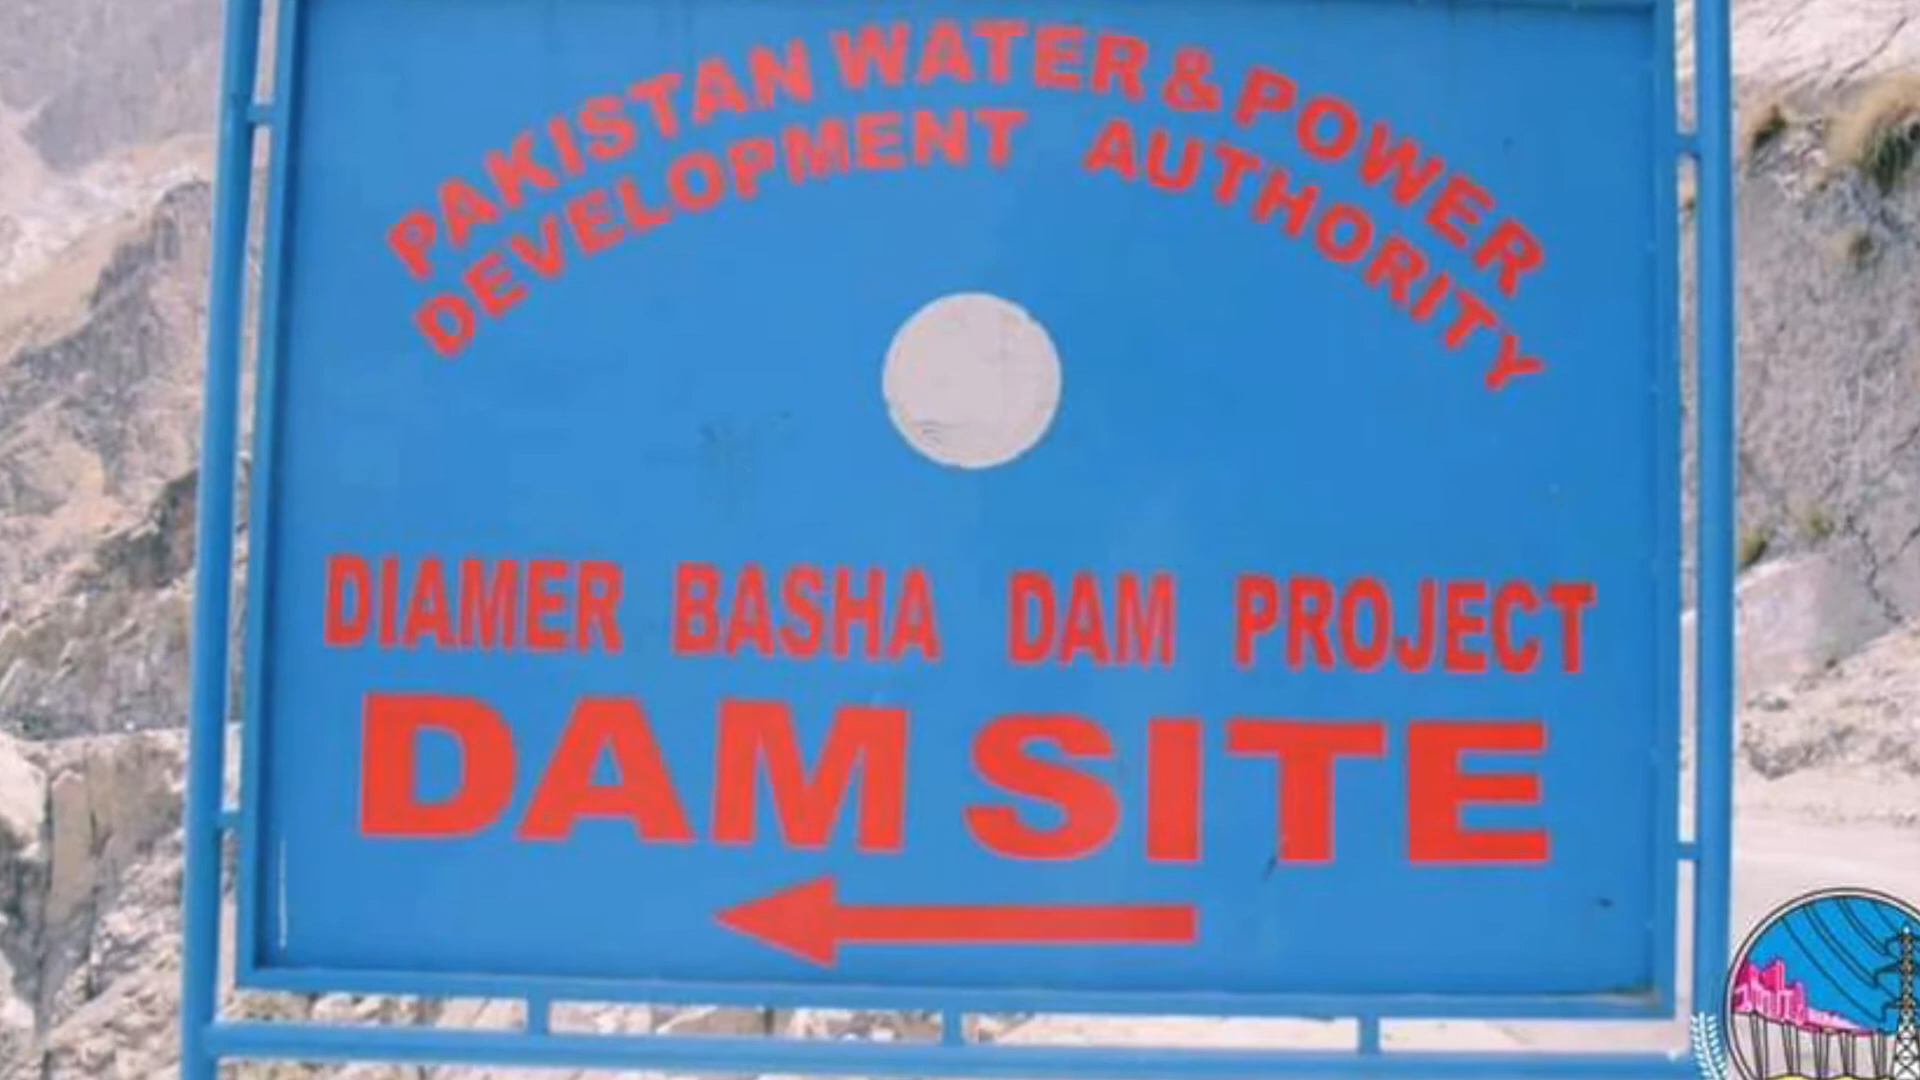 PAKISTAN WATER & POWER
DEVELOPMENT AUTHORITY
DIAMER BASHA DAM PROJECT
DAM SITE